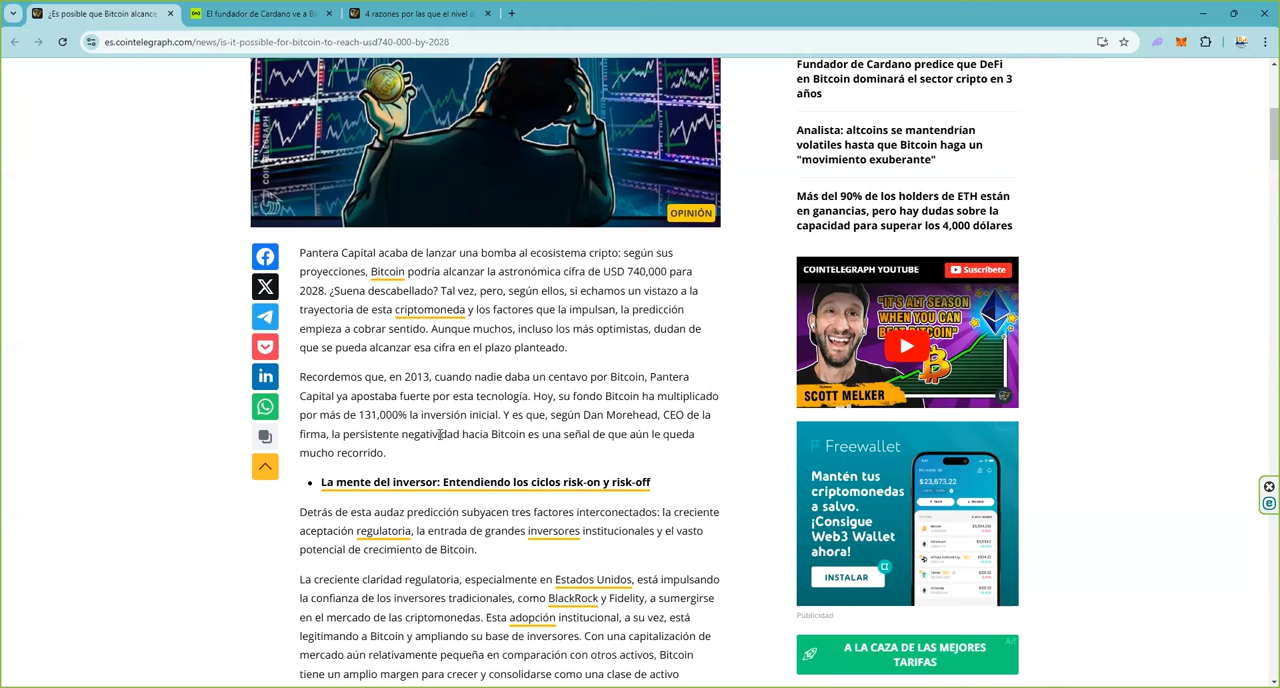 ¿Es posible que Bitcoin alcance
El fundador de Cardano ve a Bi
4 razones por las que el nivel d
es.cointelegraph.com/news/is-it-possible-for-bitcoin-to-reach-usd740-000-by-2028
COINTELEGRAPH
OPINIÓN
Pantera Capital acaba de lanzar una bomba al ecosistema cripto: según sus
proyecciones, Bitcoin podría alcanzar la astronómica cifra de USD 740,000 para
2028. ¿Suena descabellado? Tal vez, pero, según ellos, si echamos un vistazo a la
trayectoria de esta criptomoneda y los factores que la impulsan, la predicción
empieza a cobrar sentido. Aunque muchos, incluso los más optimistas, dudan de
que se pueda alcanzar esa cifra en el plazo planteado.
Recordemos que, en 2013, cuando nadie daba un centavo por Bitcoin, Pantera
Capital ya apostaba fuerte por esta tecnología. Hoy, su fondo Bitcoin ha multiplicado
por más de 131,000% la inversión inicial. Y es que, según Dan Morehead, CEO de la
firma, la persistente negatividad hacia Bitcoin es una señal de que aún le queda
mucho recorrido.
La mente del inversor: Entendiendo los ciclos risk-on y risk-off
Detrás de esta audaz predicción subyacen tres factores interconectados: la creciente
aceptación regulatoria, la entrada de grandes inversores institucionales y el vasto
potencial de crecimiento de Bitcoin.
La creciente claridad regulatoria, especialmente en Estados Unidos, está impulsando
la confianza de los inversores tradicionales, como BlackRock y Fidelity, a sumergirse
en el mercado de las criptomonedas. Esta adopción institucional, a su vez, está
legitimando a Bitcoin y ampliando su base de inversores. Con una capitalización de
mercado aún relativamente pequeña en comparación con otros activos, Bitcoin
tiene un amplio margen para crecer y consolidarse como una clase de activo
Fundador de Cardano predice que DeFi
en Bitcoin dominará el sector cripto en 3
años
Analista: altcoins se mantendrían
volatiles hasta que Bitcoin haga un
"movimiento exuberante"
Más del 90% de los holders de ETH están
en ganancias, pero hay dudas sobre la
capacidad para superar los 4,000 dólares
COINTELEGRAPH YOUTUBE
Suscríbete
"IT'S ALT SEASON
WHEN YOU CAN
SCOTT MELKER
Freewallet
Mantén tus
criptomonedas
a salvo.
¡Consigue
Web3 Wallet
ahora!
INSTALAR
$23,673.22
Publicidad
A LA CAZA DE LAS MEJORES
TARIFAS